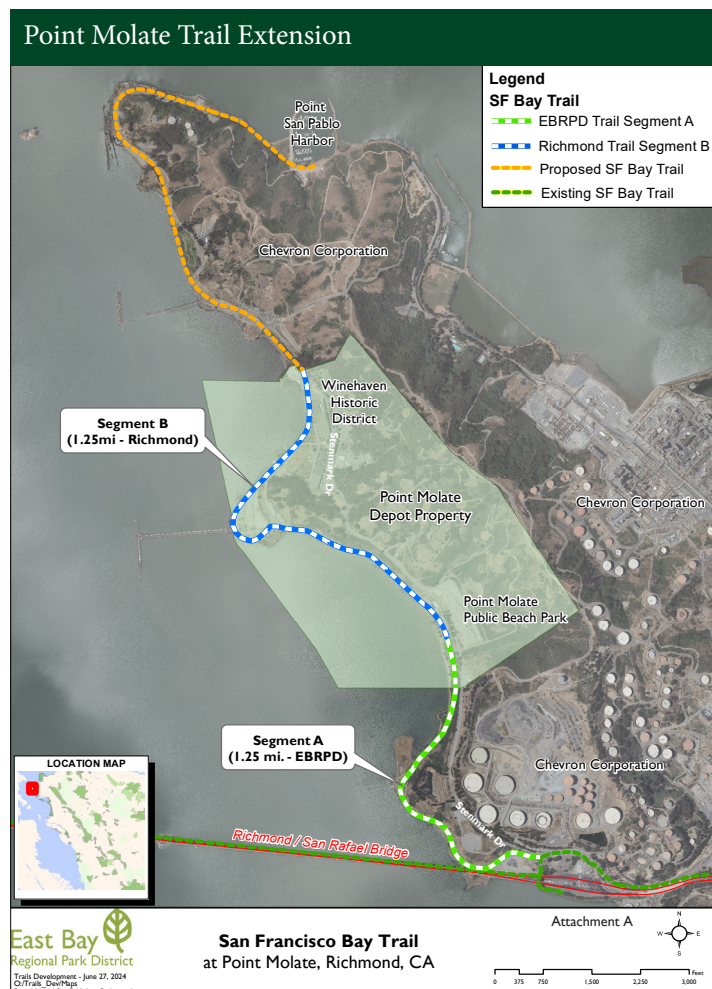 Point Molate Trail Extension
Legend
SF Bay Trail
EBRPD Trail Segment A
Richmond Trail Segment B
Proposed SF Bay Trail
Existing SF Bay Trail
Point
San Pablo
Harbor
Chevron Corporation
Winehaven
Historic
District
Segment B
(1.25mi - Richmond)
Stenmark Dr
Point Molate
Depot Property
Chevron Corporation
Point Molate
Public Beach Park
Segment A
(1.25 mi. - EBRPD)
Chevron Corporation
LOCATION MAP
Stenmark Dr
Richmond / San Rafael Bridge
East Bay
Regional Park District
Trails Development - June 27, 2024
O:/Trails_Dev/Maps
San Francisco Bay Trail
at Point Molate, Richmond, CA
Attachment A
N
W
E
S
Feet
0 375 750 1,500 2,250 3,000